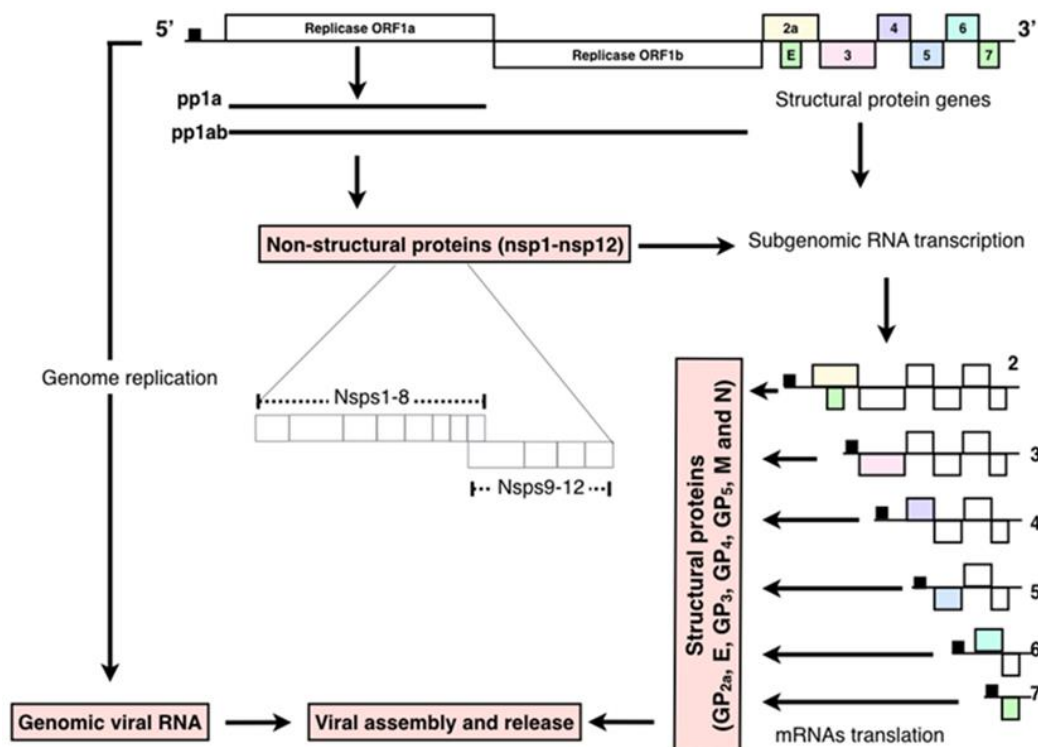 5’
Replicase ORF1a
Replicase ORF1b
2a
E
3
4
5
6
7
3’
pp1a
pp1ab
Structural protein genes
Non-structural proteins (nsp1-nsp12)
Subgenomic RNA transcription
Genome replication
Nsps1-8
Nsps9-12
Structural proteins
(GP2a, E, GP3, GP4, GP5, M and N)
2
3
4
5
6
7
mRNAs translation
Genomic viral RNA
Viral assembly and release